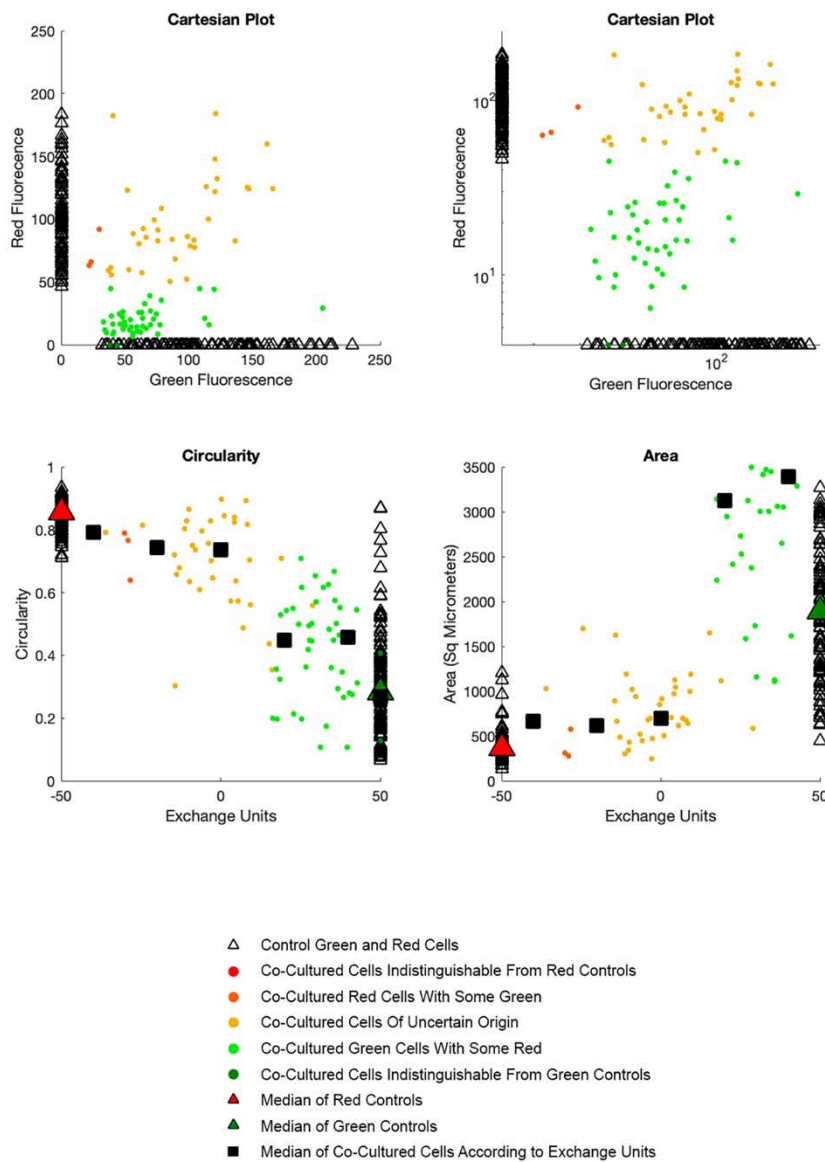 Cartesian Plot
Red Fluorescence
250
200
150
100
50
0
0 50 100 150 200 250
Green Fluorescence
Cartesian Plot
Red Fluorescence
10²
10¹
10²
Green Fluorescence
Circularity
Circularity
1
0.8
0.6
0.4
0.2
0
-50 0 50
Exchange Units
Area
Area (Sq Micrometers)
3500
3000
2500
2000
1500
1000
500
0
-50 0 50
Exchange Units
Control Green and Red Cells
Co-Cultured Cells Indistinguishable From Red Controls
Co-Cultured Red Cells With Some Green
Co-Cultured Cells Of Uncertain Origin
Co-Cultured Green Cells With Some Red
Co-Cultured Cells Indistinguishable From Green Controls
Median of Red Controls
Median of Green Controls
Median of Co-Cultured Cells According to Exchange Units